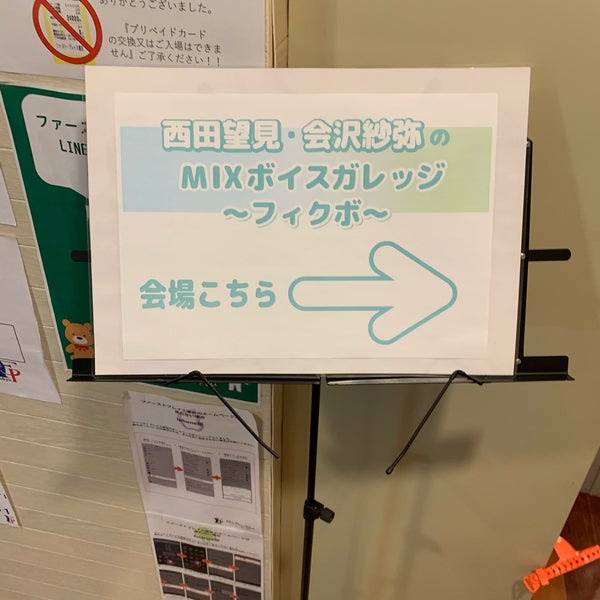 ありがとうございました。
『プリペイドカード
の交換又はご入場はできま
せん』ご了承ください！！
ファース
LINE
西田望見・会沢紗弥の
MIXボイスガレッジ
～フィクボ～
会場こちら